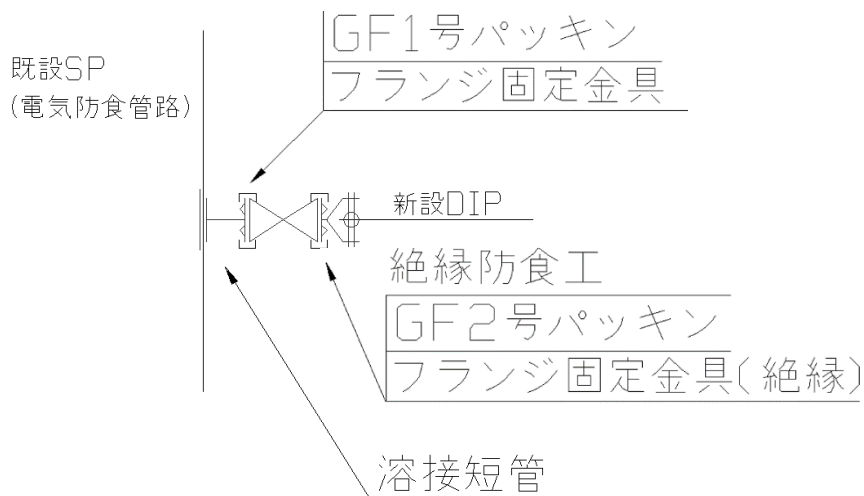 GF1号パッキン
フランジ固定金具
既設SP
(電気防食管路)
新設DIP
絶縁防食工
GF2号パッキン
フランジ固定金具(絶縁)
溶接短管